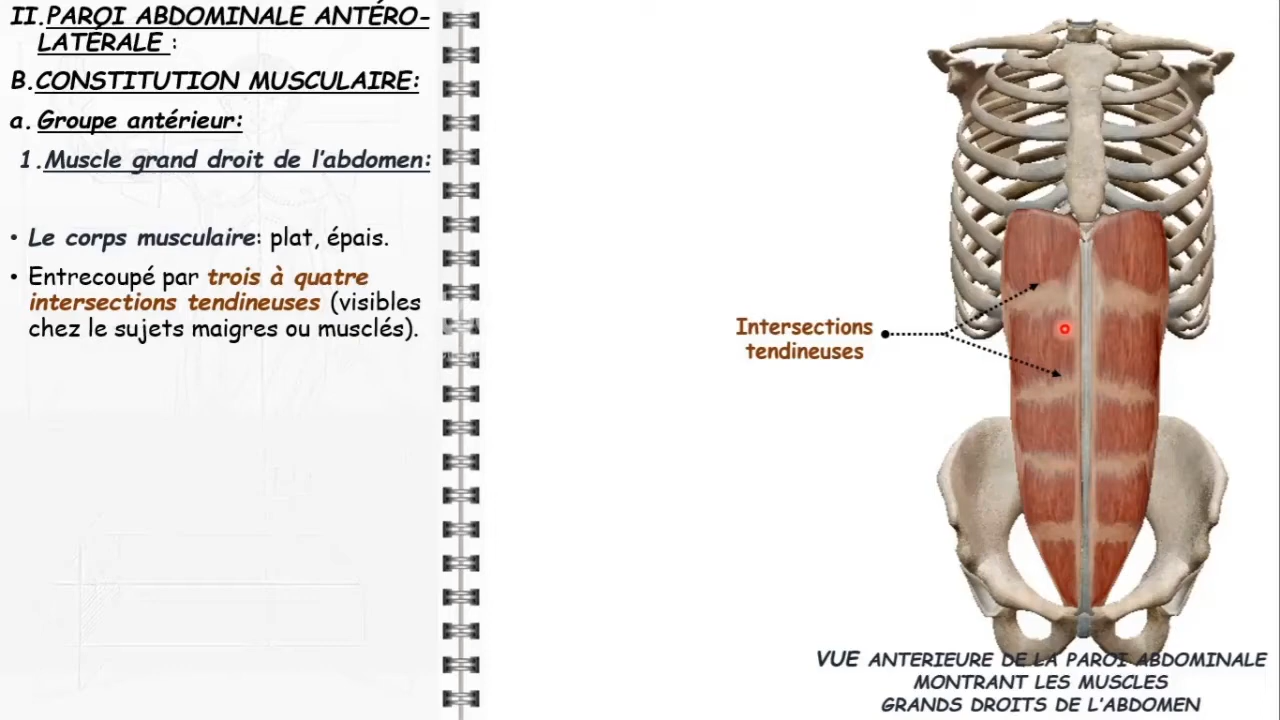 II.PAROI ABDOMINALE ANTÉRO-
LATÉRALE :
B.CONSTITUTION MUSCULAIRE:
a. Groupe antérieur:
1.Muscle grand droit de l’abdomen:
• Le corps musculaire: plat, épais.
• Entrecoupé par trois à quatre
intersections tendineuses (visibles
chez le sujets maigres ou musclés).
Intersections
tendineuses
VUE ANTERIEURE DE LA PAROI ABDOMINALE
MONTRANT LES MUSCLES
GRANDS DROITS DE L’ABDOMEN